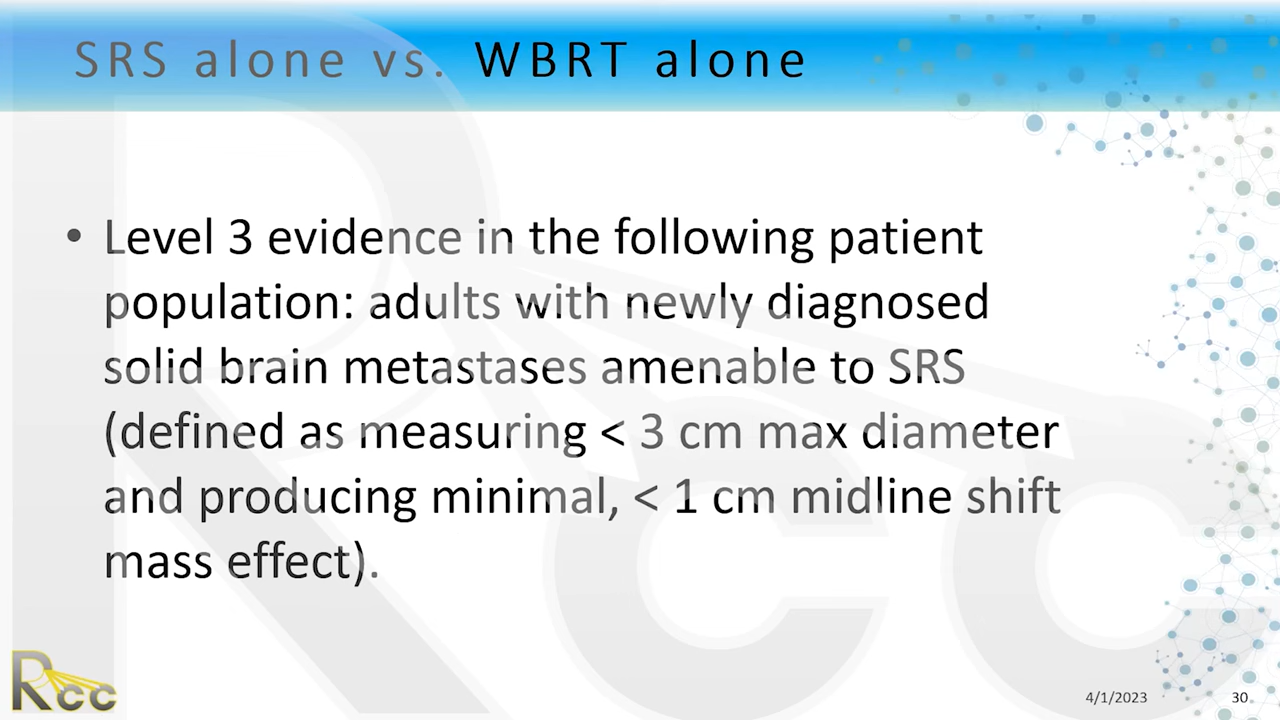 SRS alone vs. WBRT alone
• Level 3 evidence in the following patient
population: adults with newly diagnosed
solid brain metastases amenable to SRS
(defined as measuring < 3 cm max diameter
and producing minimal, < 1 cm midline shift
mass effect).
Rcc
Rcc
4/1/2023 30